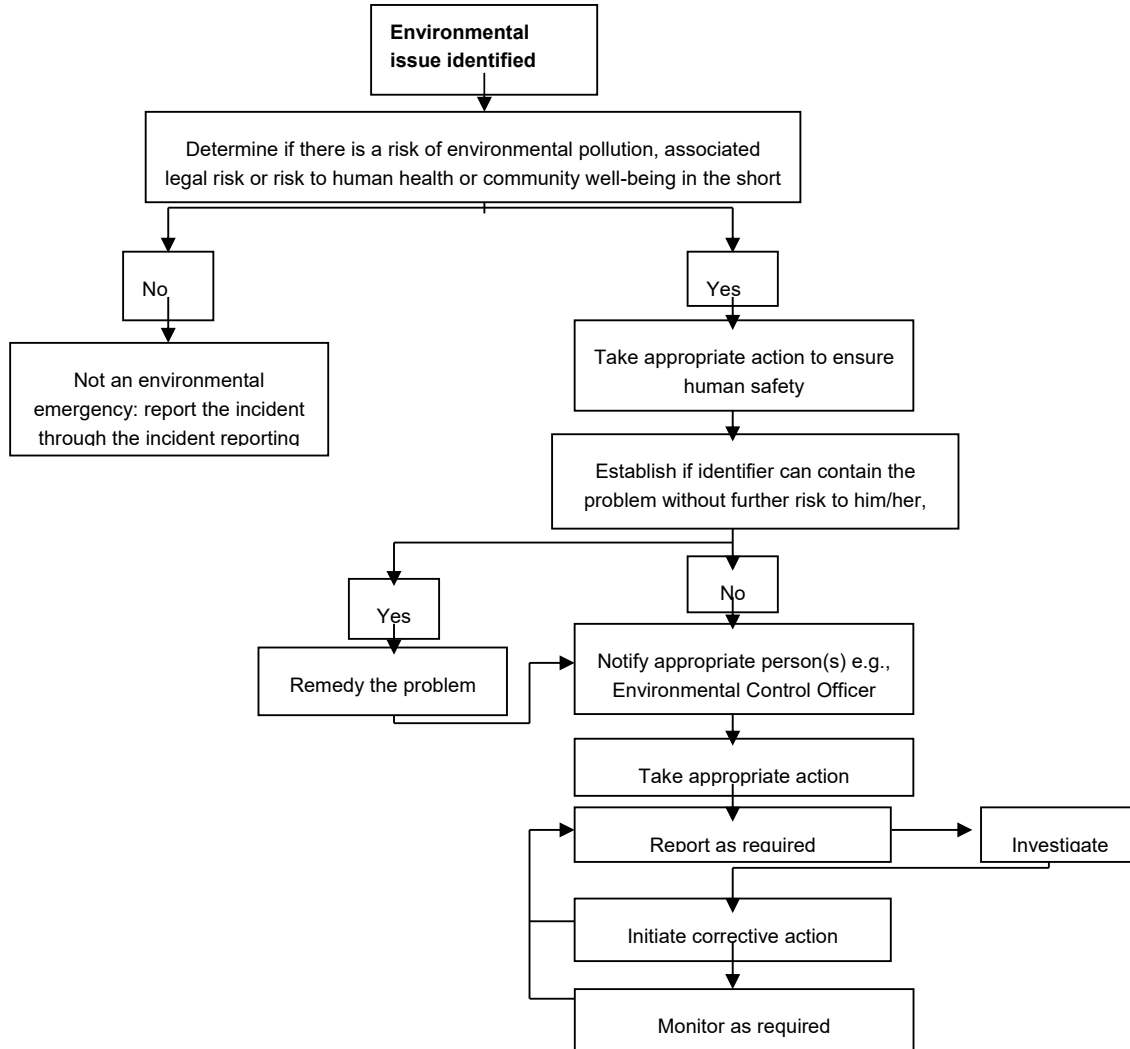 Environmental
issue identified
Determine if there is a risk of environmental pollution, associated
legal risk or risk to human health or community well-being in the short
No
Yes
Not an environmental
emergency: report the incident
through the incident reporting
Take appropriate action to ensure
human safety
Establish if identifier can contain the
problem without further risk to him/her,
No
Yes
Remedy the problem
Notify appropriate person(s) e.g.,
Environmental Control Officer
Take appropriate action
Report as required
Investigate
Initiate corrective action
Monitor as required